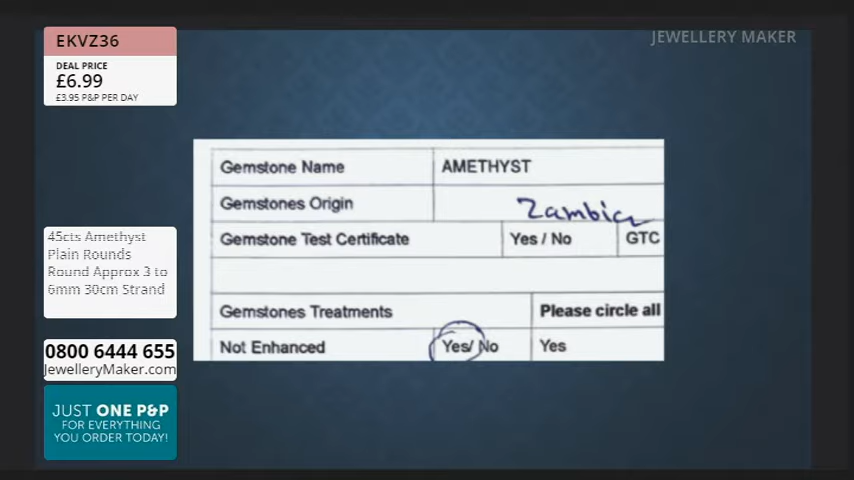 EKVZ36
DEAL PRICE
£6.99
£3.95 P&P PER DAY
JEWELLERY MAKER
Gemstone Name AMETHYST
Gemstones Origin Zambia
Gemstone Test Certificate Yes / No GTC
Gemstones Treatments Please circle all
Not Enhanced Yes/ No Yes
45cts Amethyst
Plain Rounds
Round Approx 3 to
6mm 30cm Strand
0800 6444 655
JewelleryMaker.com
JUST ONE P&P
FOR EVERYTHING
YOU ORDER TODAY!